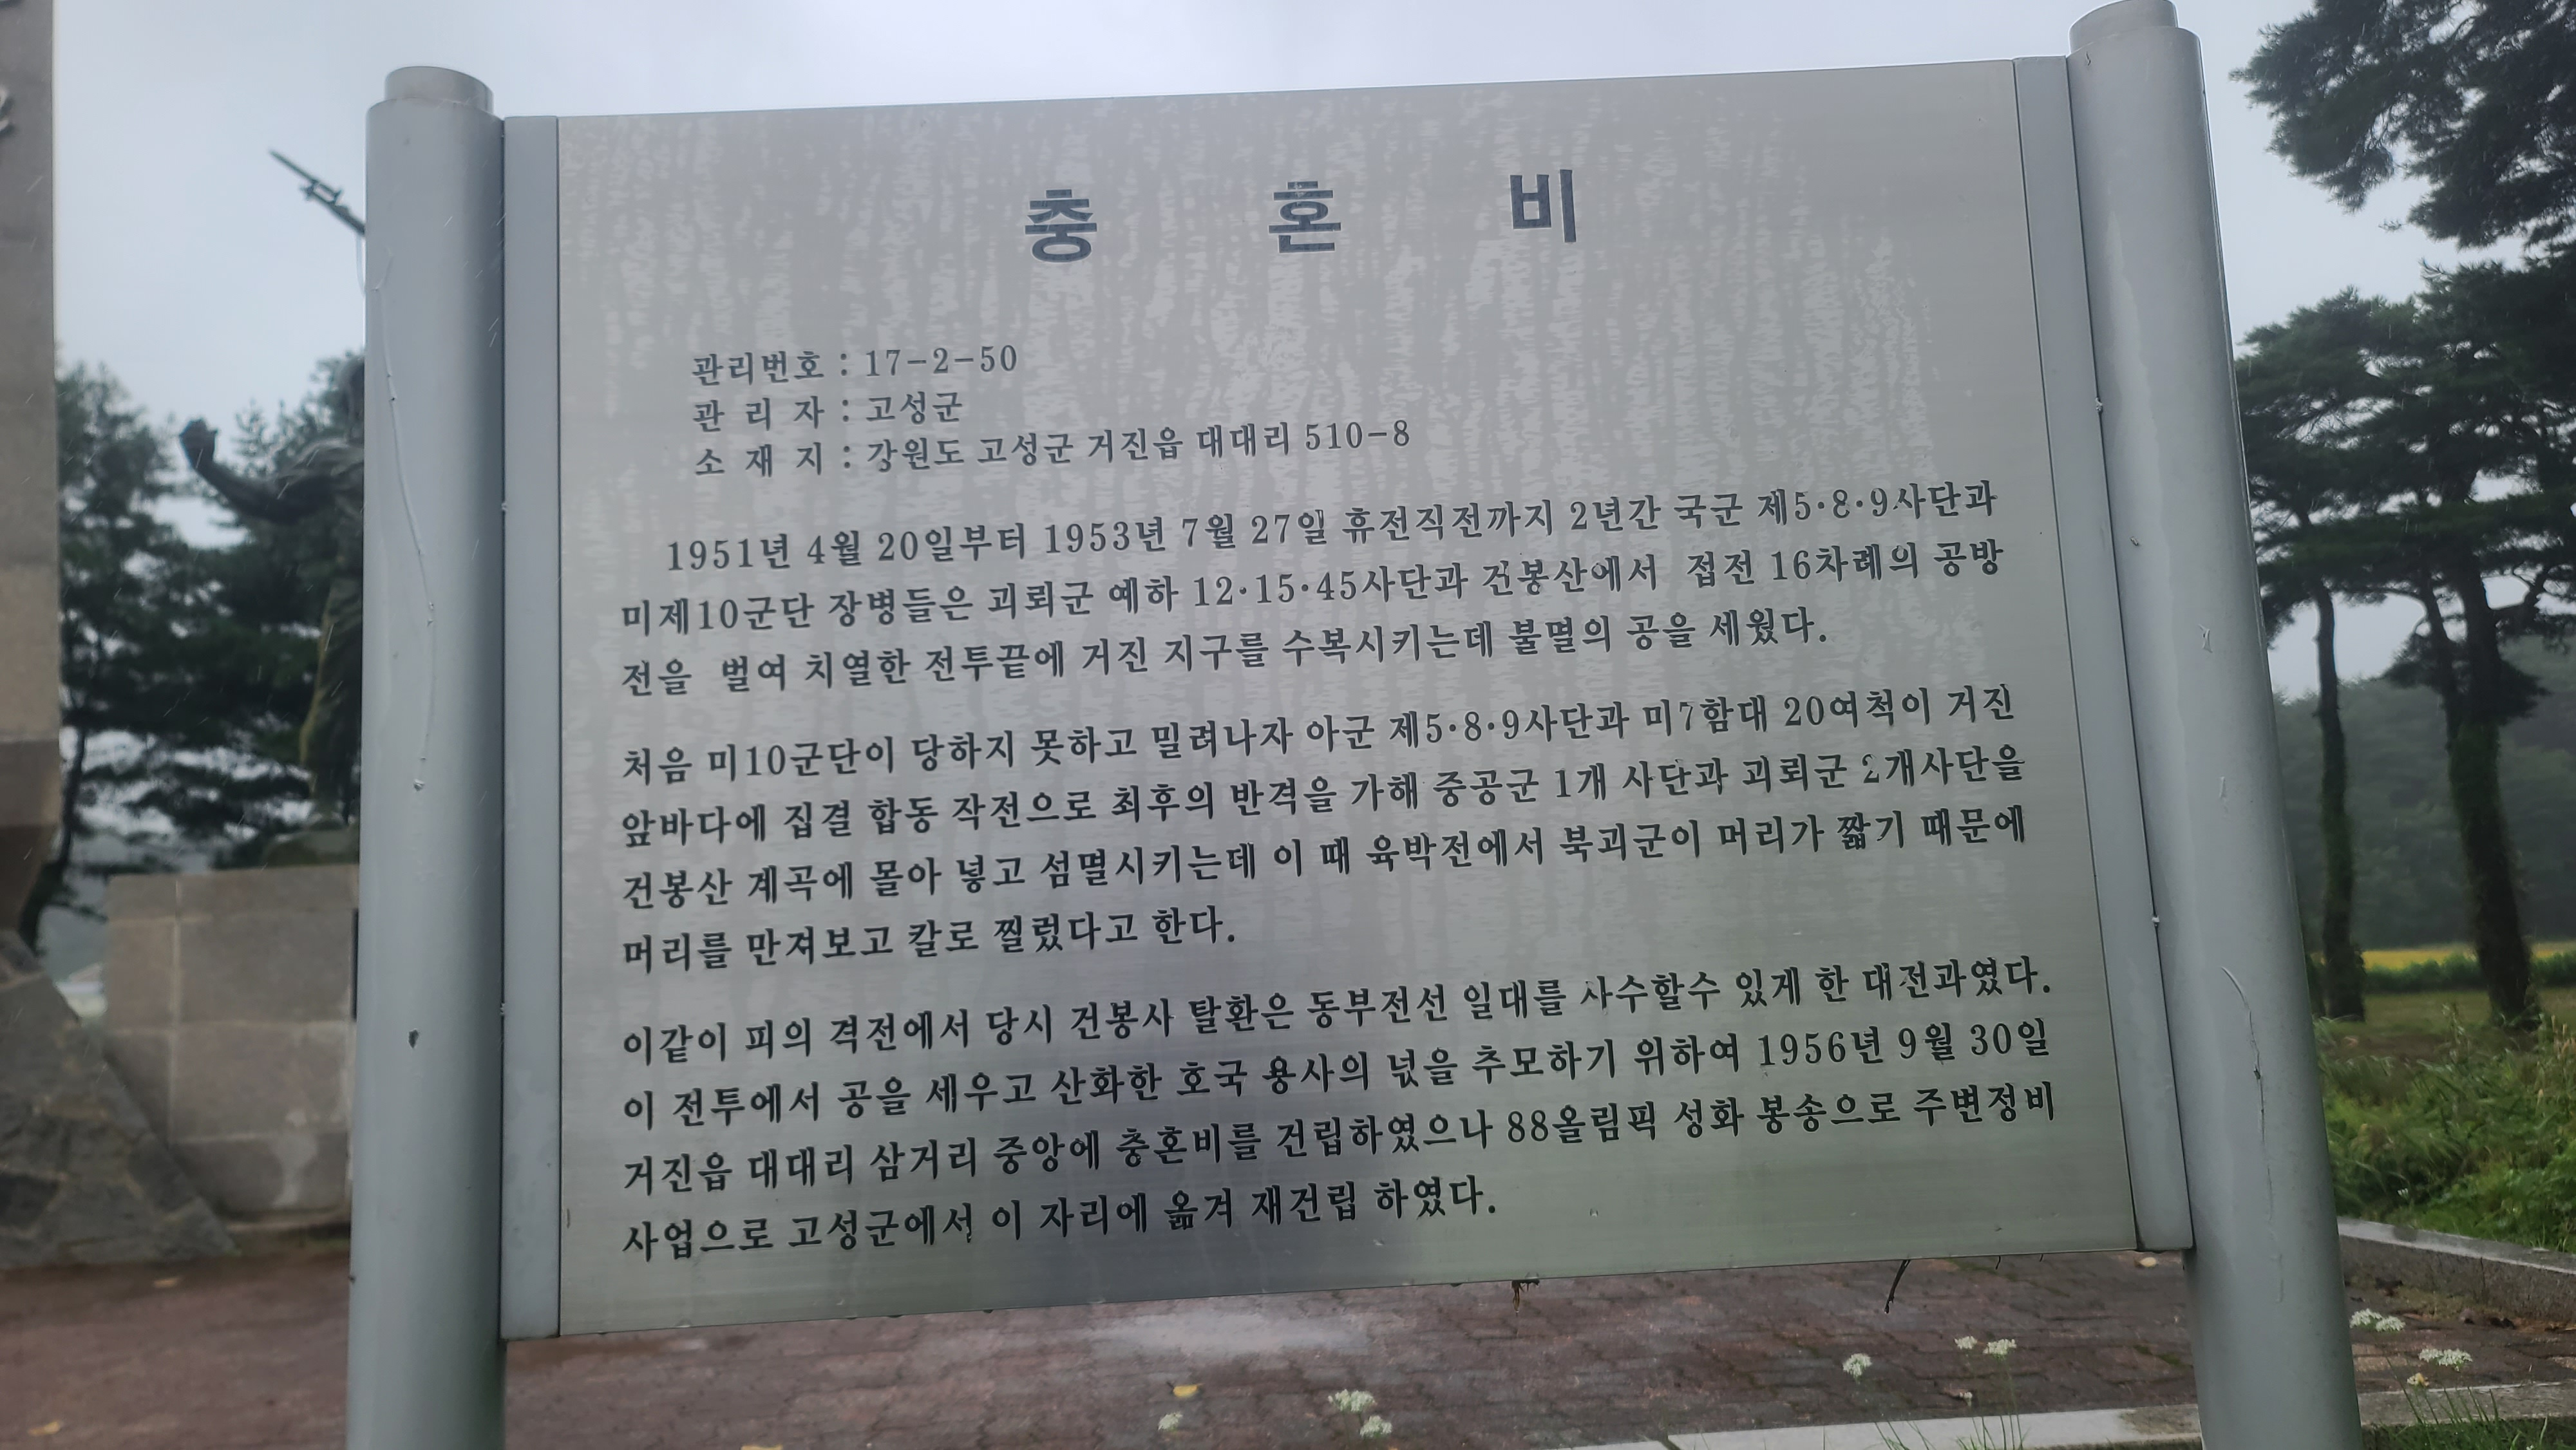 충 혼 비
관리번호 : 17-2-50
관 리 자 : 고성군
소 재 지 : 강원도 고성군 거진읍 대대리 510-8
1951년 4월 20일부터 1953년 7월 27일 휴전직전까지 2년간 국군 제5·8·9사단과
미제10군단 장병들은 괴뢰군 예하 12·15·45사단과 건봉산에서 접전 16차례의 공방
전을 벌여 치열한 전투끝에 거진 지구를 수복시키는데 불멸의 공을 세웠다.
처음 미10군단이 당하지 못하고 밀려나자 아군 제5·8·9사단과 미7함대 20여척이 거진
앞바다에 집결 합동 작전으로 최후의 반격을 가해 중공군 1개 사단과 괴뢰군 2개사단을
건봉산 계곡에 몰아 넣고 섬멸시키는데 이 때 육박전에서 북괴군이 머리가 짧기 때문에
머리를 만져보고 칼로 찔렀다고 한다.
이같이 피의 격전에서 당시 건봉사 탈환은 동부전선 일대를 사수할수 있게 한 대전과였다.
이 전투에서 공을 세우고 산화한 호국 용사의 넋을 추모하기 위하여 1956년 9월 30일
거진읍 대대리 삼거리 중앙에 충혼비를 건립하였으나 88올림픽 성화 봉송으로 주변정비
사업으로 고성군에서 이 자리에 옮겨 재건립 하였다.